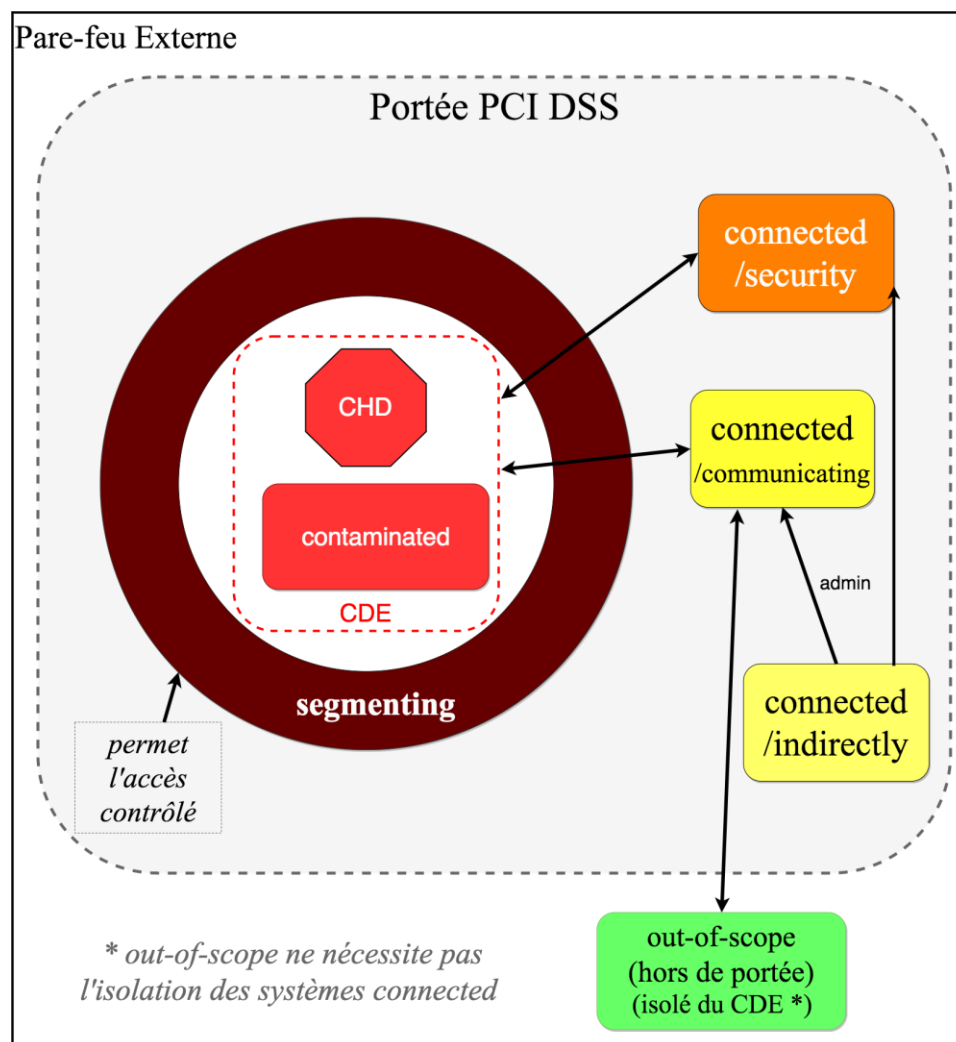 Pare-feu Externe
Portée PCI DSS
connected
/security
CHD
connected
/communicating
contaminated
CDE
admin
segmenting
connected
/indirectly
permet
l'accès
contrôlé
out-of-scope
(hors de portée)
(isolé du CDE *)
* out-of-scope ne nécessite pas
l'isolation des systèmes connected